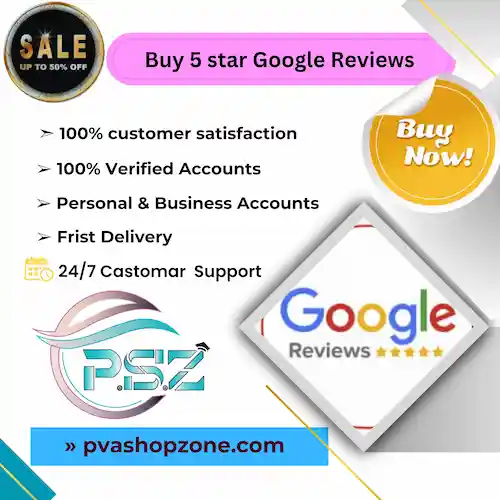 SALE
UP TO 50% OFF
Buy 5 star Google Reviews
Buy
Now!
➣ 100% customer satisfaction
➢ 100% Verified Accounts
➢ Personal & Business Accounts
➢ Frist Delivery
24/7 Castomar Support
Google
Reviews ★★★★★
P.S.Z
» pvashopzone.com